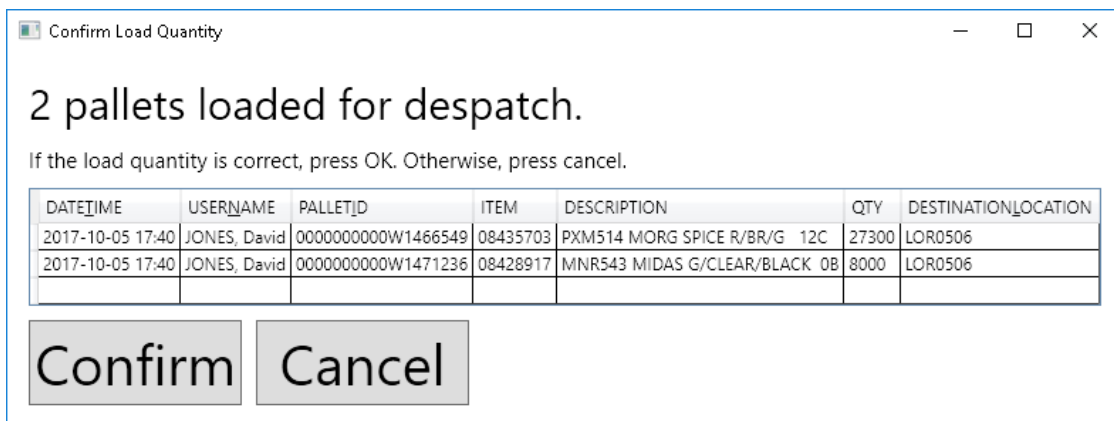 Confirm Load Quantity
2 pallets loaded for despatch.
If the load quantity is correct, press OK. Otherwise, press cancel.
DATETIME USERNAME PALLETID ITEM DESCRIPTION QTY DESTINATIONLOCATION
2017-10-05 17:40 JONES, David 0000000000W1466549 08435703 PXM514 MORG SPICE R/BR/G 12C 27300 LOR0506
2017-10-05 17:40 JONES, David 0000000000W1471236 08428917 MNR543 MIDAS G/CLEAR/BLACK 0B 8000 LOR0506
Confirm Cancel